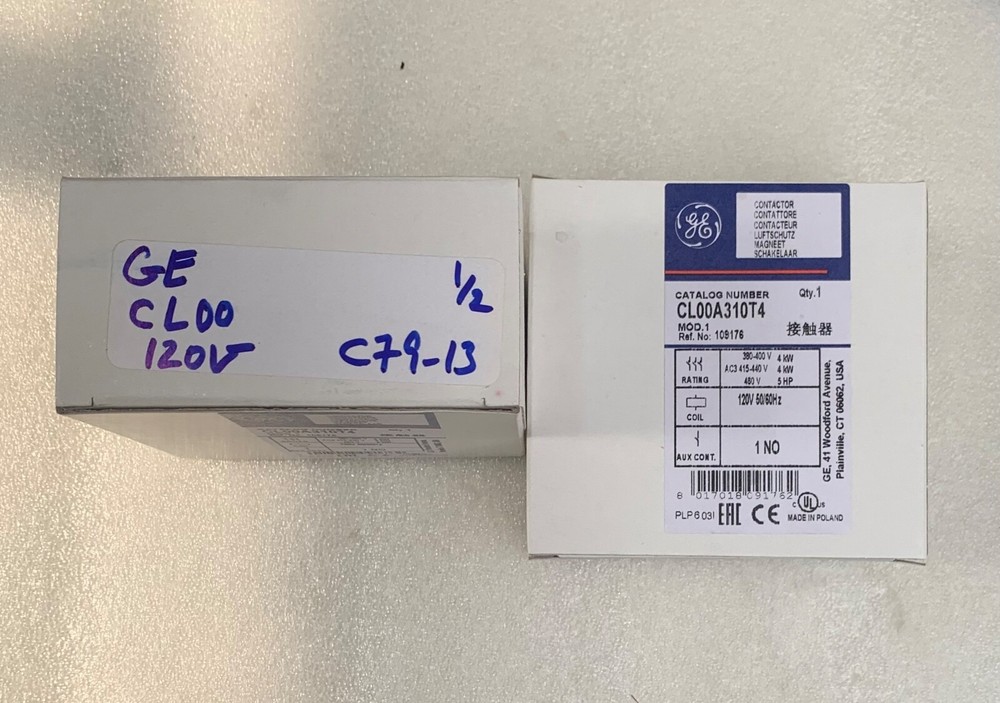 GE
CL00
120V
1/2
C79-13
GE
CONTACTOR
CONTATTORE
CONTACTEUR
LUFTSCHUTZ
MAGNEET
SCHAKELAAR
CATALOG NUMBER
Qty.1
CL00A310T4
MOD.1
Ref. No: 109176
接触器
RATING
380-400 V 4 kW
AC3 415-440 V 4 kW
480 V 5 HP
COIL
120V 50/60Hz
AUX CONT.
1 NO
GE, 41 Woodford Avenue,
Plainville, CT 06062, USA
8 017018 091762
PLP603I
EAC CE
C UL US
MADE IN POLAND